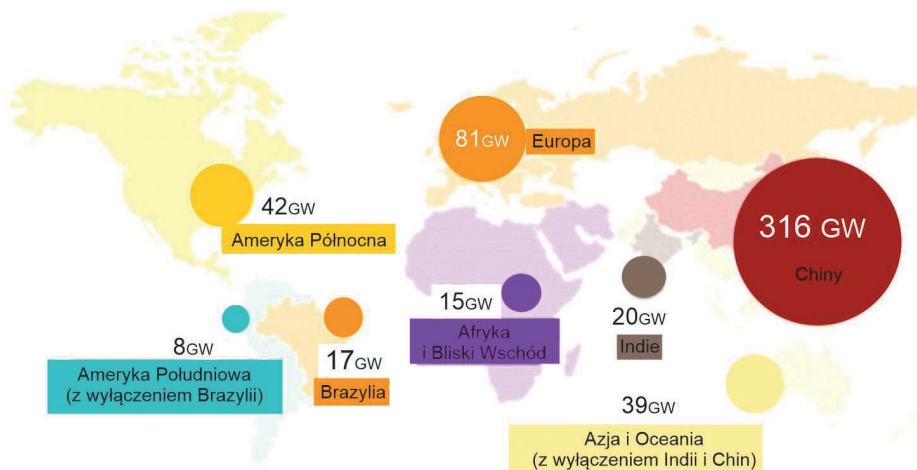 81GW
Europa
42GW
Ameryka Północna
316 GW
Chiny
15GW
Afryka
i Bliski Wschód
20GW
Indie
8GW
Ameryka Południowa
(z wyłączeniem Brazylii)
17GW
Brazylia
39GW
Azja i Oceania
(z wyłączeniem Indii i Chin)